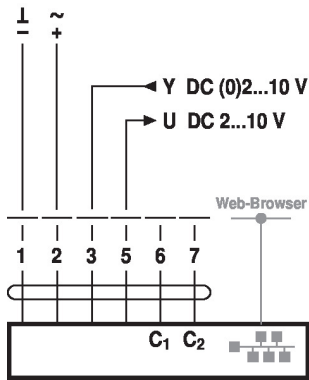 ⊥ ~
− +
Y DC (0)2...10 V
U DC 2...10 V
Web-Browser
1 2 3 5 6 7
C₁ C₂